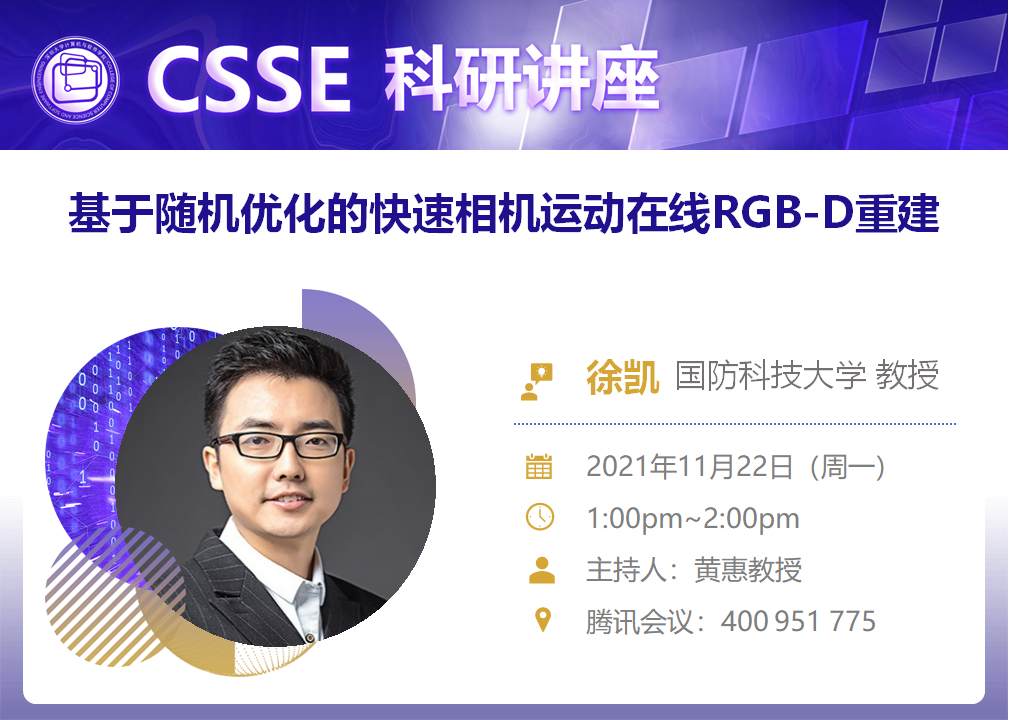 CSSE 科研讲座
基于随机优化的快速相机运动在线RGB-D重建
徐凯 国防科技大学 教授
2021年11月22日（周一)
1:00pm~2:00pm
主持人：黄惠教授
腾讯会议：400 951 775